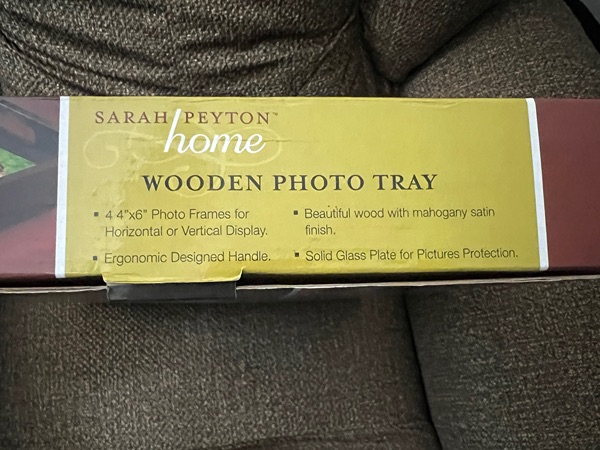 SARAH PEYTON™
home
WOODEN PHOTO TRAY
▪ 4 4"x6" Photo Frames for
Horizontal or Vertical Display.
▪ Ergonomic Designed Handle.
▪ Beautiful wood with mahogany satin
finish.
▪ Solid Glass Plate for Pictures Protection.